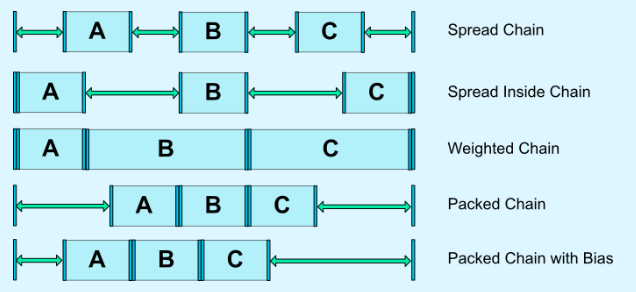 A B C Spread Chain
A B C Spread Inside Chain
A B C Weighted Chain
A B C Packed Chain
A B C Packed Chain with Bias